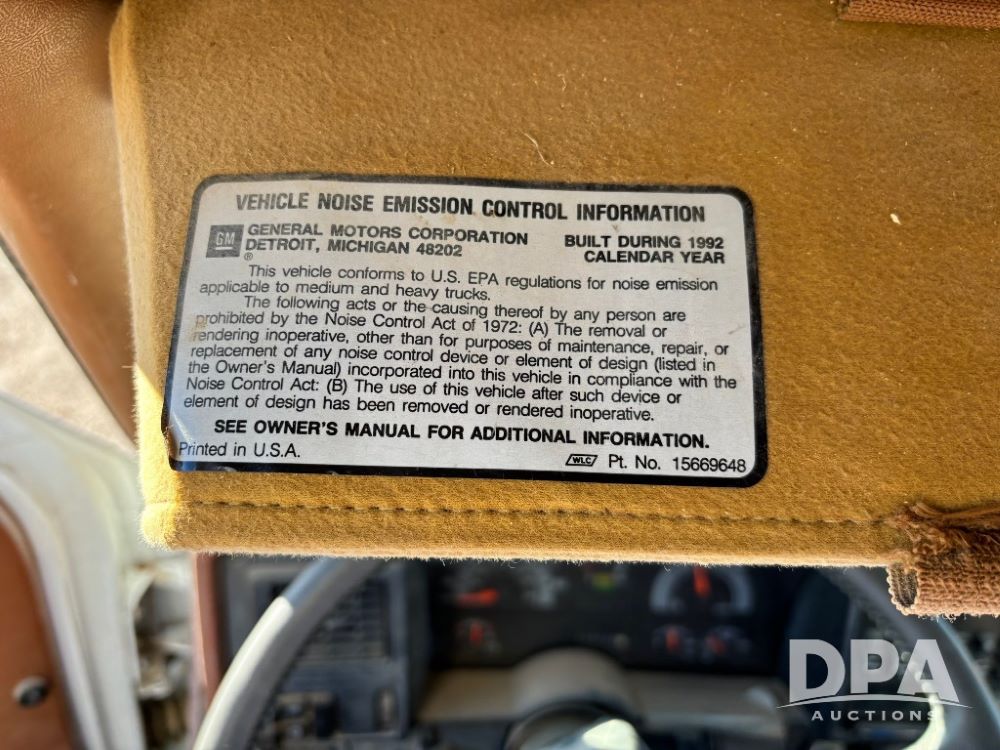 VEHICLE NOISE EMISSION CONTROL INFORMATION
GM GENERAL MOTORS CORPORATION BUILT DURING 1992
® DETROIT, MICHIGAN 48202 CALENDAR YEAR
This vehicle conforms to U.S. EPA regulations for noise emission
applicable to medium and heavy trucks.
The following acts or the causing thereof by any person are
prohibited by the Noise Control Act of 1972: (A) The removal or
rendering inoperative, other than for purposes of maintenance, repair, or
replacement of any noise control device or element of design (listed in
the Owner's Manual) incorporated into this vehicle in compliance with the
Noise Control Act: (B) The use of this vehicle after such device or
element of design has been removed or rendered inoperative.
SEE OWNER'S MANUAL FOR ADDITIONAL INFORMATION.
Printed in U.S.A. WLC Pt. No. 15669648
DPA
AUCTIONS